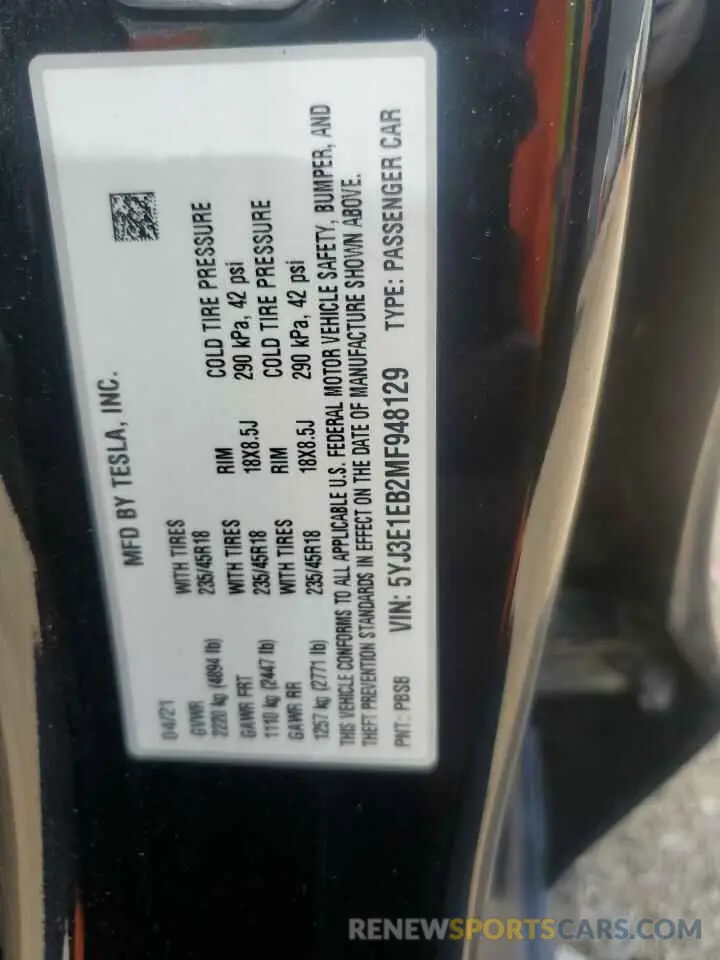 MFD BY TESLA, INC.
04/21
GVWR WITH TIRES RIM COLD TIRE PRESSURE
2220 kg (4894 lb) 235/45R18 18X8.5J 290 kPa, 42 psi
GAWR FRT WITH TIRES RIM COLD TIRE PRESSURE
1110 kg (2447 lb) 235/45R18 18X8.5J 290 kPa, 42 psi
GAWR RR WITH TIRES
1257 kg (2771 lb) 235/45R18
THIS VEHICLE CONFORMS TO ALL APPLICABLE U.S. FEDERAL MOTOR VEHICLE SAFETY, BUMPER, AND
THEFT PREVENTION STANDARDS IN EFFECT ON THE DATE OF MANUFACTURE SHOWN ABOVE.
PNT: PBSB VIN: 5YJ3E1EB2MF948129 TYPE: PASSENGER CAR
RENEWSPORTSCARS.COM